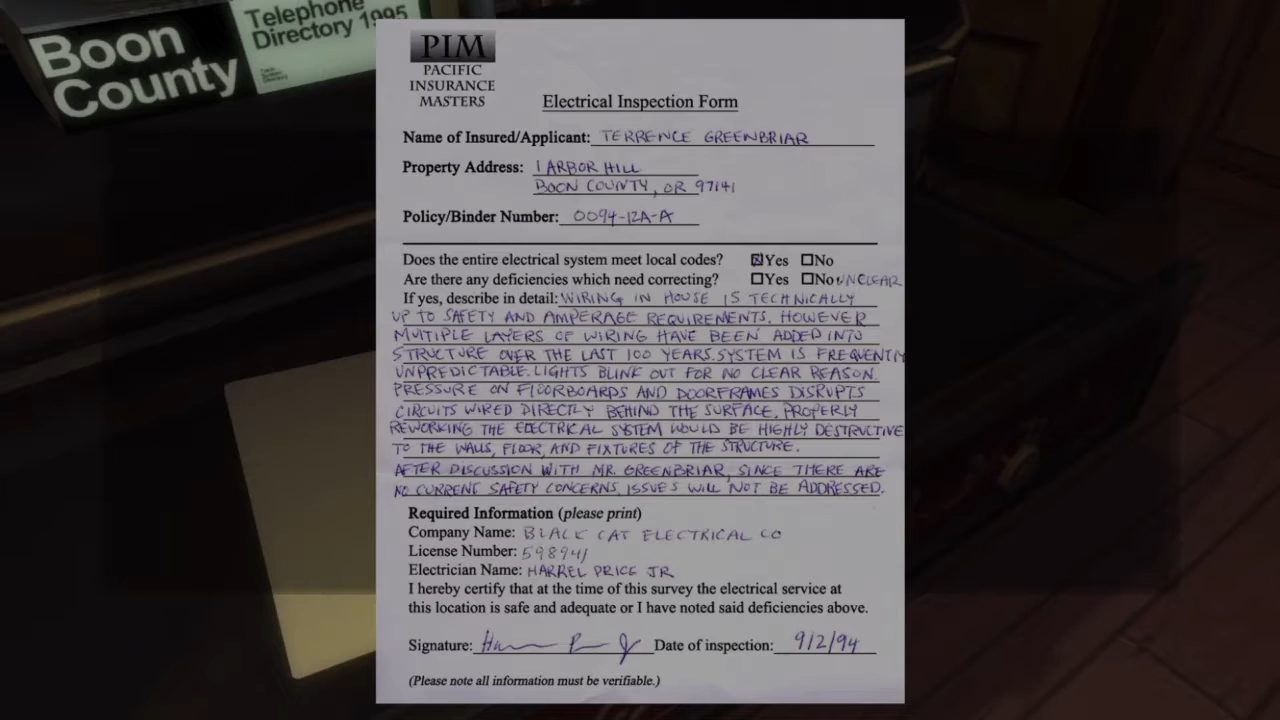 Boon
County
Telephone
Directory 1995
PIM
PACIFIC
INSURANCE
MASTERS
Electrical Inspection Form
Name of Insured/Applicant: TERRENCE GREENBRIAR
Property Address: 1 ARBOR HILL
BOON COUNTY, OR 97141
Policy/Binder Number: 0094-12A-A
Does the entire electrical system meet local codes? ☒Yes ☐No
Are there any deficiencies which need correcting? ☐Yes ☐No UNCLEAR
If yes, describe in detail: WIRING IN HOUSE IS TECHNICALLY
UP TO SAFETY AND AMPERAGE REQUIREMENTS. HOWEVER
MULTIPLE LAYERS OF WIRING HAVE BEEN ADDED INTO
STRUCTURE OVER THE LAST 100 YEARS. SYSTEM IS FREQUENTLY
UNPREDICTABLE. LIGHTS BLINK OUT FOR NO CLEAR REASON.
PRESSURE ON FLOORBOARDS AND DOORFRAMES DISRUPTS
CIRCUITS WIRED DIRECTLY BEHIND THE SURFACE. PROPERLY
REWORKING THE ELECTRICAL SYSTEM WOULD BE HIGHLY DESTRUCTIVE
TO THE WALLS, FLOOR, AND FIXTURES OF THE STRUCTURE.
AFTER DISCUSSION WITH MR. GREENBRIAR, SINCE THERE ARE
NO CURRENT SAFETY CONCERNS, ISSUES WILL NOT BE ADDRESSED.
Required Information (please print)
Company Name: BLACK CAT ELECTRICAL CO
License Number: 598941
Electrician Name: HARREL PRICE JR
I hereby certify that at the time of this survey the electrical service at
this location is safe and adequate or I have noted said deficiencies above.
Signature: Date of inspection: 9/2/94
(Please note all information must be verifiable.)